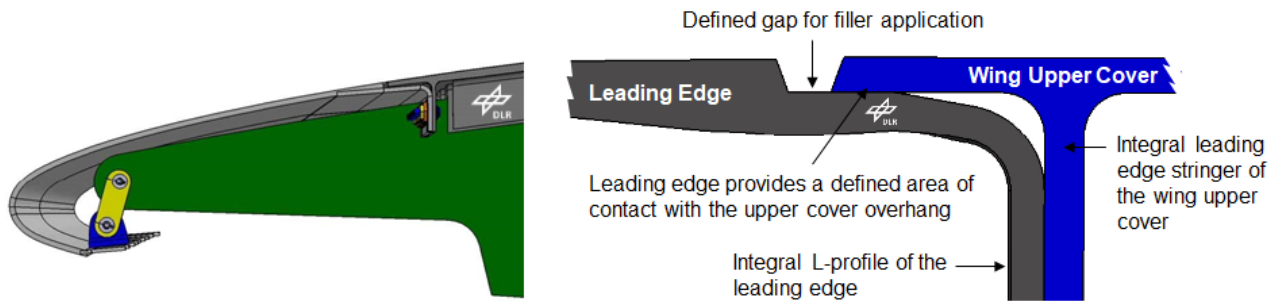 DLR
Defined gap for filler application
Leading Edge
Wing Upper Cover
DLR
Leading edge provides a defined area of
contact with the upper cover overhang
Integral leading
edge stringer of
the wing upper
cover
Integral L-profile of the
leading edge